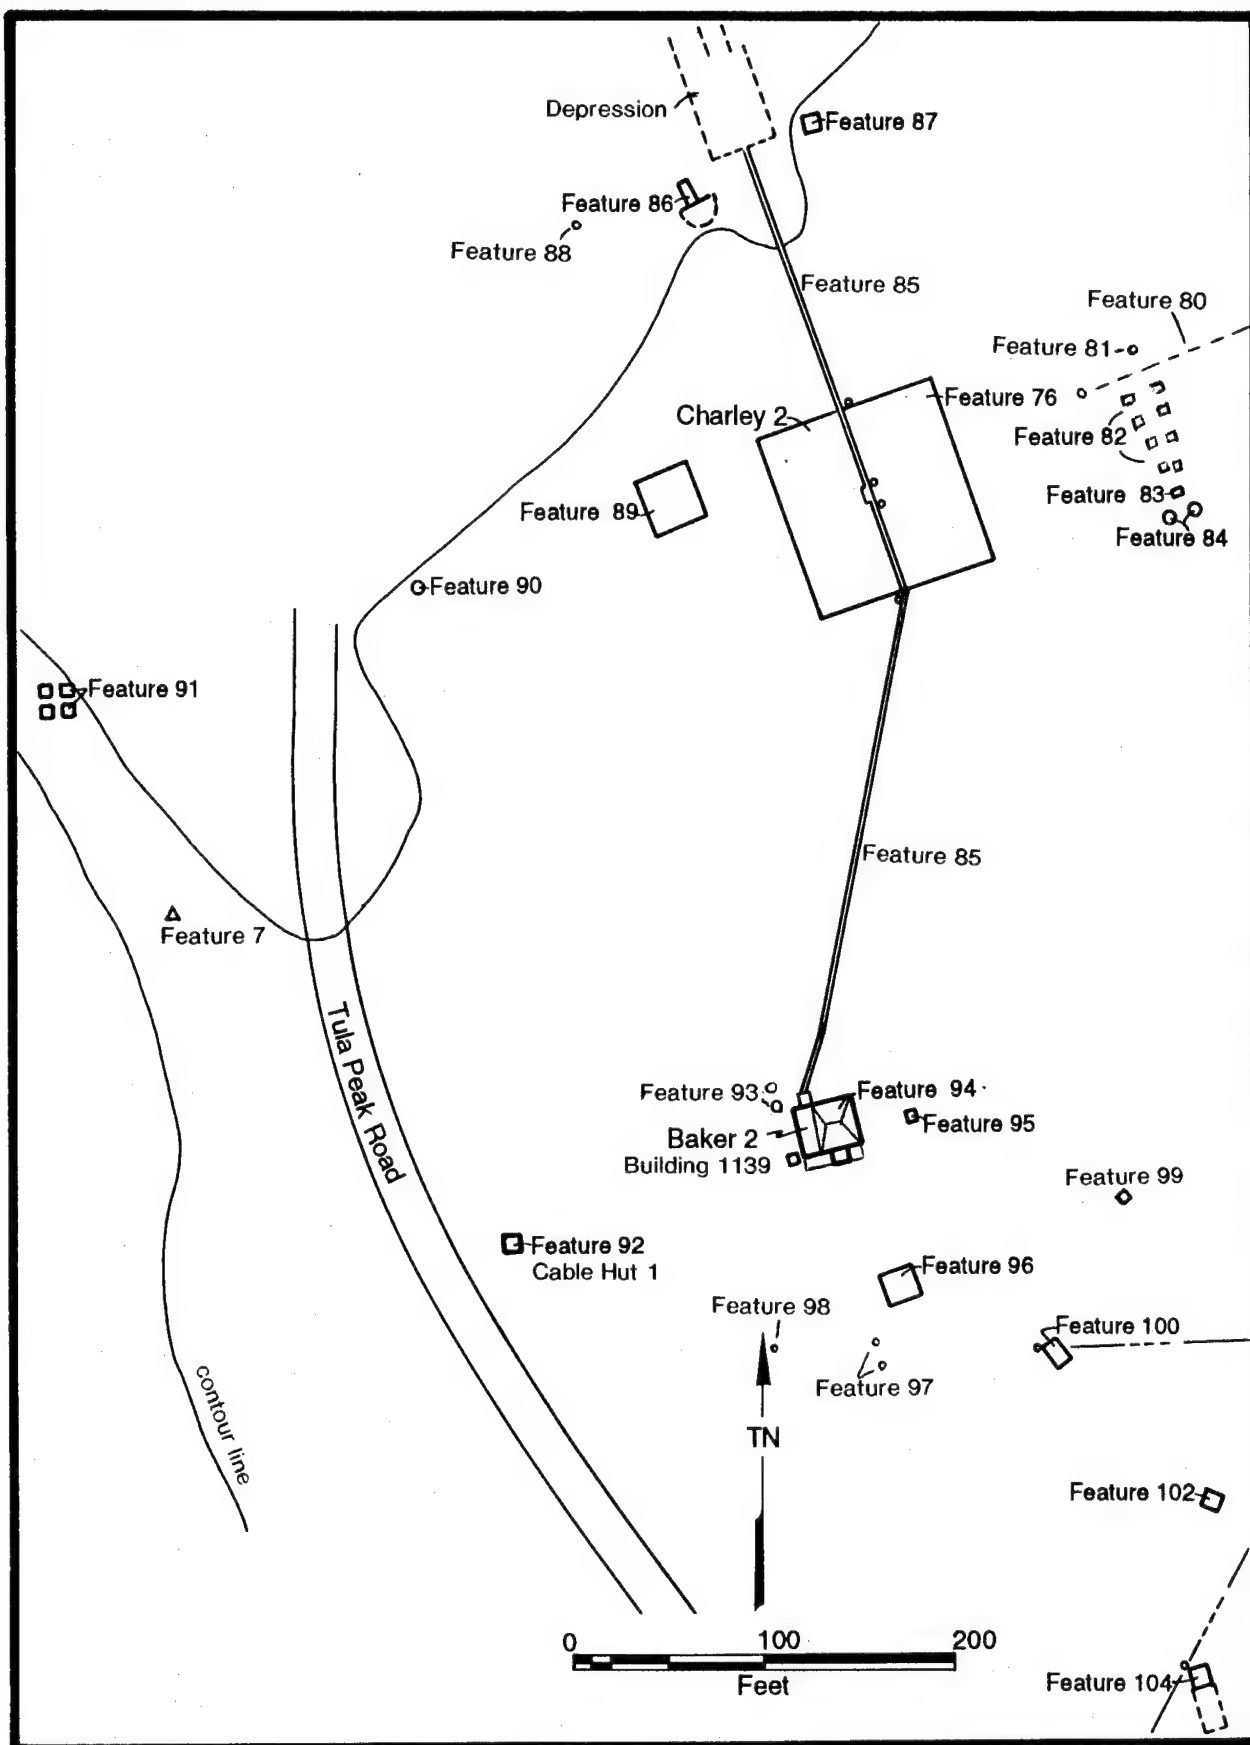 Depression
Feature 87
Feature 86
Feature 88
Feature 85
Feature 80
Feature 81
Feature 76
Charley 2
Feature 82
Feature 83
Feature 89
Feature 84
Feature 90
Feature 91
Feature 85
Feature 7
Tula Peak Road
Feature 93
Feature 94
Feature 95
Baker 2
Building 1139
Feature 99
Feature 92
Cable Hut 1
Feature 96
Feature 98
Feature 100
Feature 97
contour line
TN
Feature 102
0 100 200
Feet
Feature 104